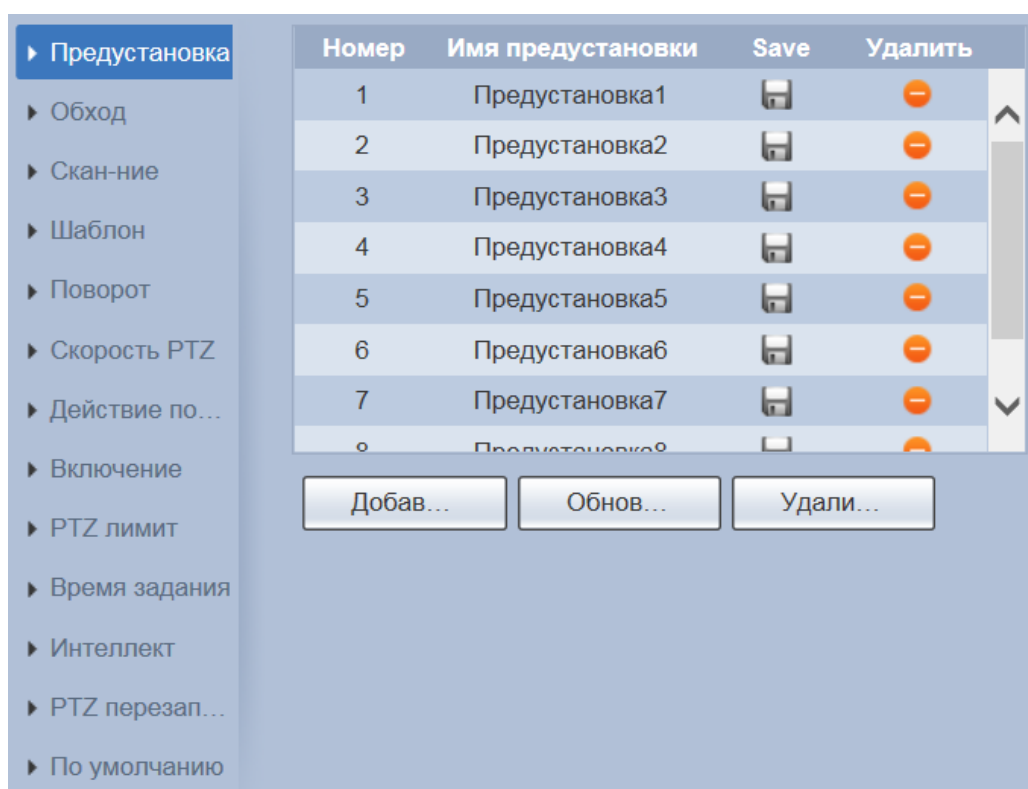 Предустановка
Обход
Скан-ние
Шаблон
Поворот
Скорость PTZ
Действие по...
Включение
PTZ лимит
Время задания
Интеллект
PTZ перезап...
По умолчанию
Номер Имя предустановки Save Удалить
1 Предустановка1
2 Предустановка2
3 Предустановка3
4 Предустановка4
5 Предустановка5
6 Предустановка6
7 Предустановка7
8 Предустановка8
Добав... Обнов... Удали...